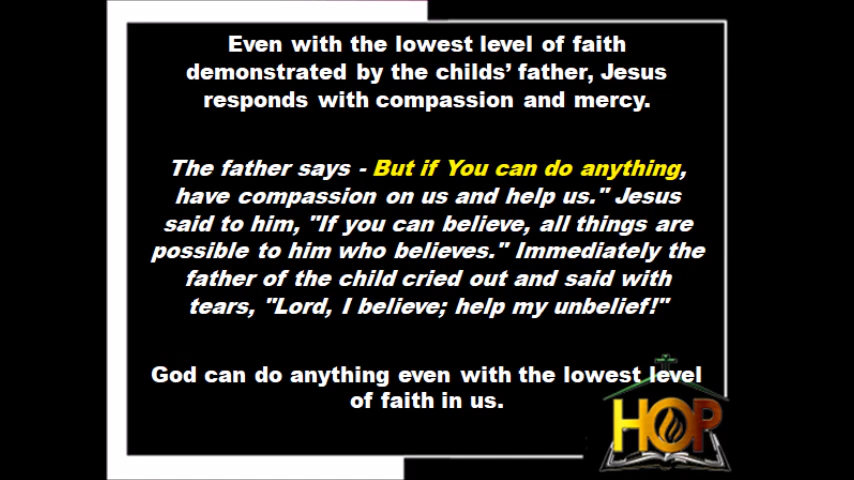 Even with the lowest level of faith
demonstrated by the childs’ father, Jesus
responds with compassion and mercy.
The father says - But if You can do anything,
have compassion on us and help us." Jesus
said to him, "If you can believe, all things are
possible to him who believes." Immediately the
father of the child cried out and said with
tears, "Lord, I believe; help my unbelief!"
God can do anything even with the lowest level
of faith in us.
HOP